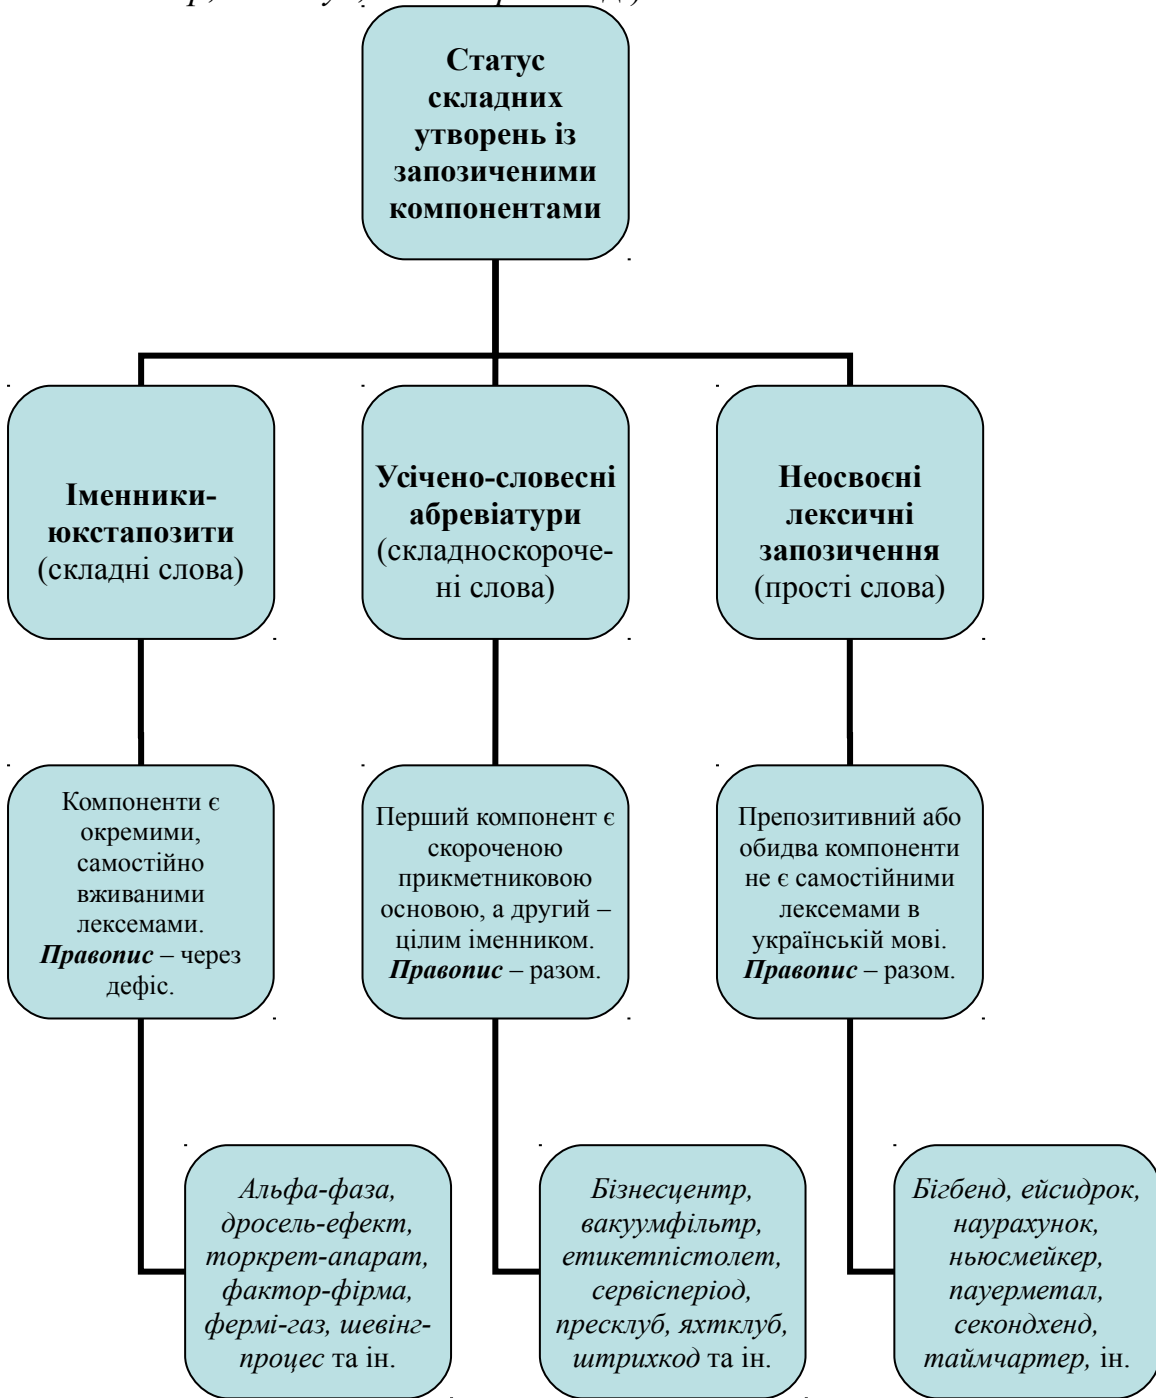 Статус
складних
утворень із
запозиченими
компонентами
Іменники-
юкстапозити
(складні слова)
Усічено-словесні
абревіатури
(складноскороче-
ні слова)
Неосвоєні
лексичні
запозичення
(прості слова)
Компоненти є
окремими,
самостійно
вживаними
лексемами.
Правопис – через
дефіс.
Перший компонент є
скороченою
прикметниковою
основою, а другий –
цілим іменником.
Правопис – разом.
Препозитивний або
обидва компоненти
не є самостійними
лексемами в
українській мові.
Правопис – разом.
Альфа-фаза,
дросель-ефект,
торкрет-апарат,
фактор-фірма,
фермі-газ, шевінг-
процес та ін.
Бізнесцентр,
вакуумфільтр,
етикетпістолет,
сервісперіод,
пресклуб, яхтклуб,
штрихкод та ін.
Бігбенд, ейсидрок,
наурахунок,
ньюсмейкер,
пауерметал,
секондхенд,
таймчартер, ін.